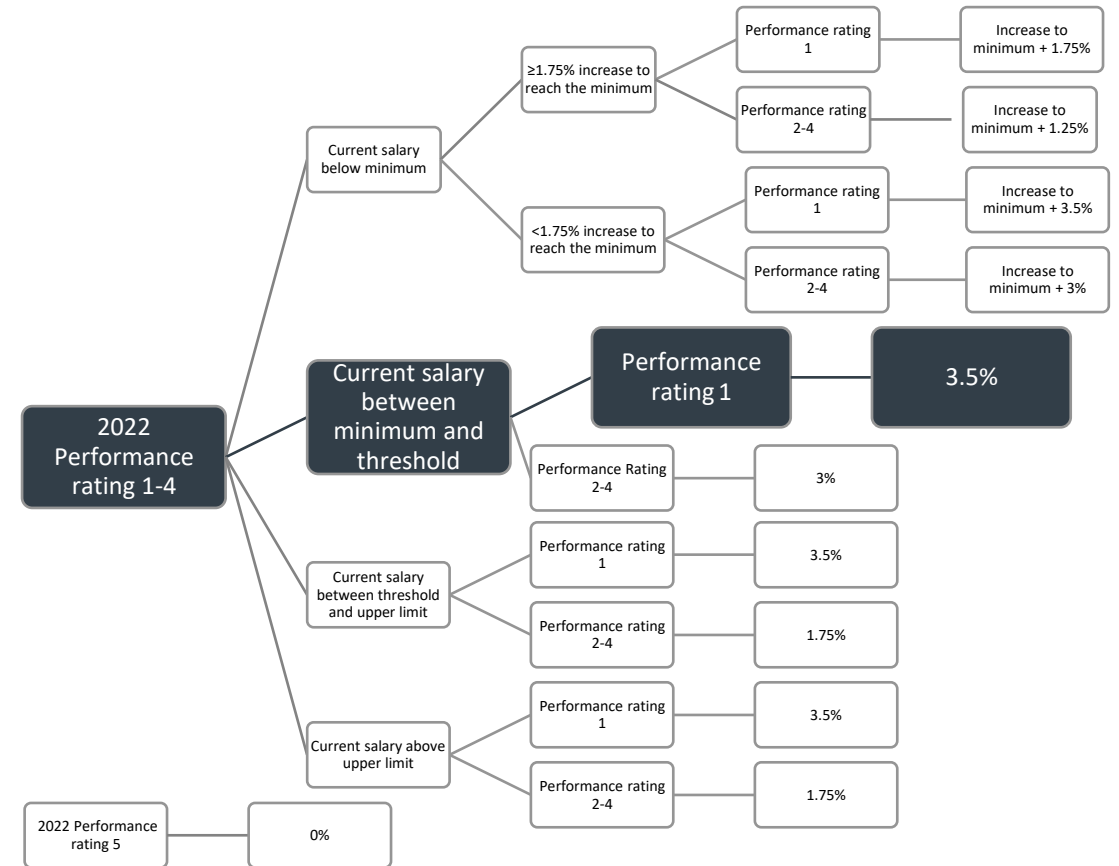 Performance rating
1
Increase to
minimum + 1.75%
≥1.75% increase to
reach the minimum
Performance rating
2-4
Increase to
minimum + 1.25%
Current salary
below minimum
Performance rating
1
Increase to
minimum + 3.5%
<1.75% increase to
reach the minimum
Performance rating
2-4
Increase to
minimum + 3%
2022
Performance
rating 1-4
Current salary
between
minimum and
threshold
Performance
rating 1
3.5%
Performance Rating
2-4
3%
Current salary
between threshold
and upper limit
Performance rating
1
3.5%
Performance rating
2-4
1.75%
Current salary above
upper limit
Performance rating
1
3.5%
Performance rating
2-4
1.75%
2022 Performance
rating 5
0%